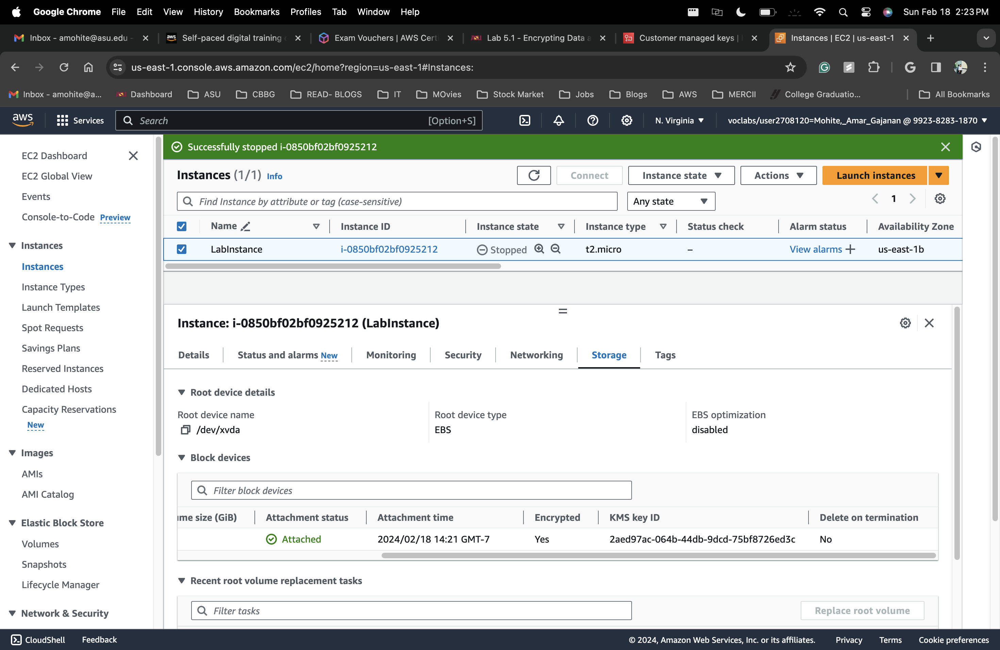 Google Chrome File Edit View History Bookmarks Profiles Tab Window Help Sun Feb 18 2:23 PM
Inbox - amohite@asu.edu - Self-paced digital training Exam Vouchers | AWS Cert Lab 5.1 - Encrypting Data a Customer managed keys | Instances | EC2 | us-east-1
us-east-1.console.aws.amazon.com/ec2/home?region=us-east-1#Instances:
Inbox - amohite@a... Dashboard ASU CBBG READ- BLOGS IT MOvies Stock Market Jobs Blogs AWS MERCII College Graduatio... All Bookmarks
aws Services Search [Option+S] N. Virginia voclabs/user2708120=Mohite,_Amar_Gajanan @ 9923-8283-1870
EC2 Dashboard
EC2 Global View
Events
Console-to-Code Preview
Instances
Instances
Instance Types
Launch Templates
Spot Requests
Savings Plans
Reserved Instances
Dedicated Hosts
Capacity Reservations
New
Images
AMIs
AMI Catalog
Elastic Block Store
Volumes
Snapshots
Lifecycle Manager
Network & Security
Successfully stopped i-0850bf02bf0925212
Instances (1/1) Info Connect Instance state Actions Launch instances
Find Instance by attribute or tag (case-sensitive) Any state 1
Name Instance ID Instance state Instance type Status check Alarm status Availability Zone
LabInstance i-0850bf02bf0925212 Stopped t2.micro – View alarms us-east-1b
Instance: i-0850bf02bf0925212 (LabInstance)
Details Status and alarms New Monitoring Security Networking Storage Tags
Root device details
Root device name Root device type EBS optimization
/dev/xvda EBS disabled
Block devices
Filter block devices
me size (GiB) Attachment status Attachment time Encrypted KMS key ID Delete on termination
Attached 2024/02/18 14:21 GMT-7 Yes 2aed97ac-064b-44db-9dcd-75bf8726ed3c No
Recent root volume replacement tasks
Filter tasks Replace root volume
CloudShell Feedback © 2024, Amazon Web Services, Inc. or its affiliates. Privacy Terms Cookie preferences